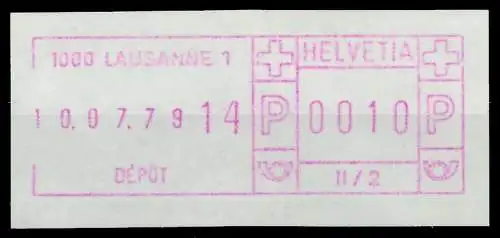 1000 LAUSANNE 1
10.07.79 14
DÉPÔT
HELVETIA
P 0010 P
II/2